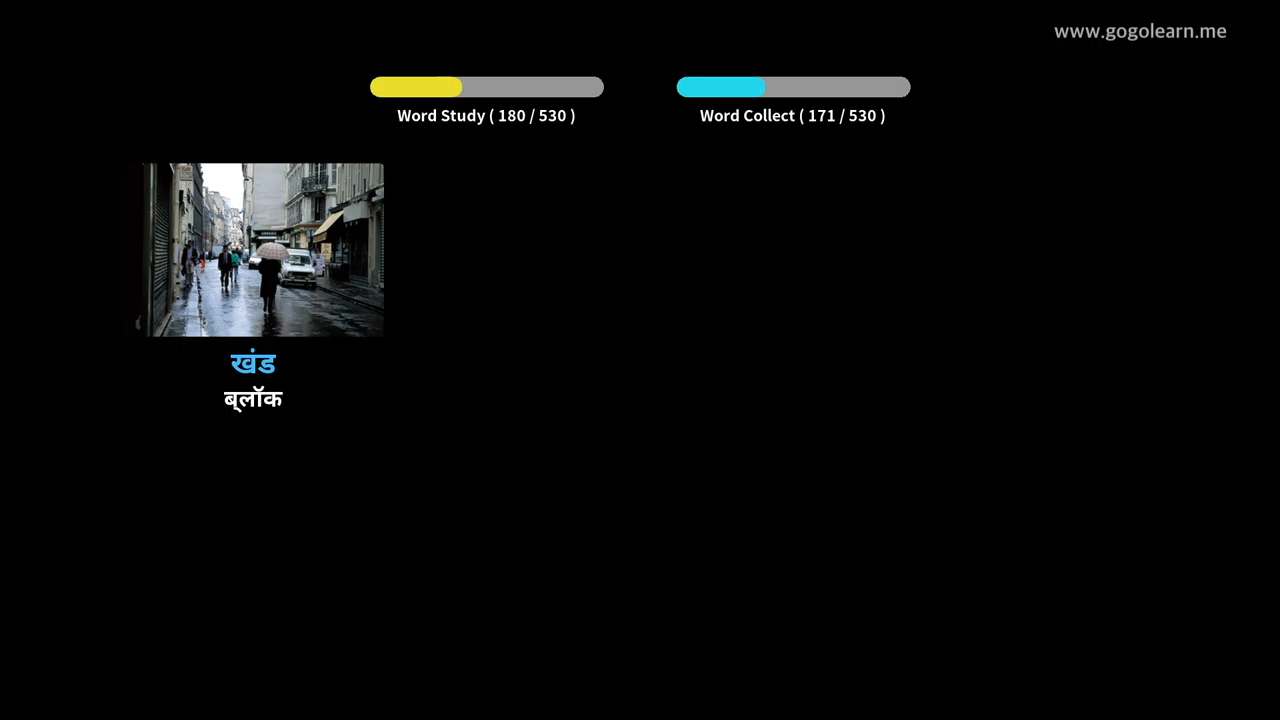 www.gogolearn.me
Word Study ( 180 / 530 )
Word Collect ( 171 / 530 )
खंड
ब्लॉक